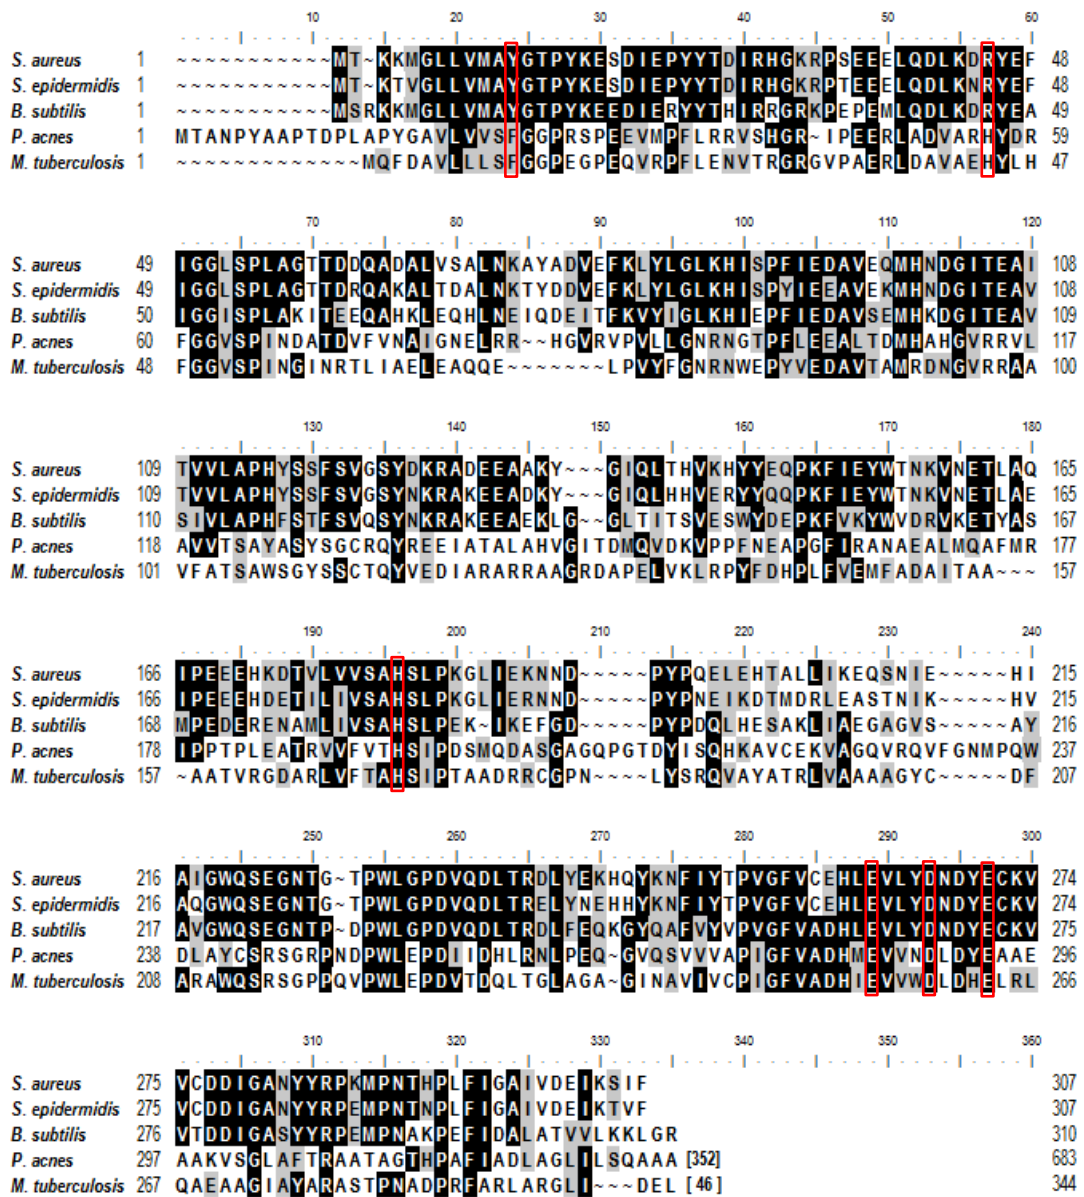 10 20 30 40 50 60
S. aureus 1 ~~~~~~~~~~~MT~KKMGLLVMAYGTPYKESDIEPYYTDIRHGKRPSEEELQDLKDRYEF 48
S. epidermidis 1 ~~~~~~~~~~~MT~KTVGLLVMAYGTPYKESDIEPYYTDIRHGKRPTEEELQDLKNRYEF 48
B. subtilis 1 ~~~~~~~~~~~MSRKKMGLLVMAYGTPYKEEDIERYYTHIRRGRKPEPEMLQDLKDRYEA 49
P. acnes 1 MTANPYAAPTDPLAPYGAVLVVSFGGPRSPEEVMPFLRRVSHGR~IPEERLADVARHYDR 59
M. tuberculosis 1 ~~~~~~~~~~~~~MQFDAVLLLSFGGPEGPEQVRPFLENVTRGRGVPAERLDAVAEHYLH 47
70 80 90 100 110 120
S. aureus 49 IGGLSPLAGTTDDQADALVSALNKAYADVEFKLYLGLKHISPFIEDAVEQMHNDGITEAI 108
S. epidermidis 49 IGGLSPLAGTTDRQAKALTDALNKTYDDVEFKLYLGLKHISPYIEEAVEKMHNDGITEAV 108
B. subtilis 50 IGGISPLAKITEEQAHKLEQHLNEIQDEITFKVYIGLKHIEPFIEDAVSEMHKDGITEAV 109
P. acnes 60 FGGVSPINDATDVFVNAIGNELRR~~HGVRVPVLLGNRNGTPFLEEALTDMHAHGVRRVL 117
M. tuberculosis 48 FGGVSPINGINRTLIAELEAQQE~~~~~~~LPVYFGNRNWEPYVEDAVTAMRDNGVRRAA 100
130 140 150 160 170 180
S. aureus 109 TVVLAPHYSSFSVGSYDKRADEEAAKY~~~GIQLTHVKHYYEQPKFIEYWTNKVNETLAQ 165
S. epidermidis 109 TVVLAPHYSSFSVGSYNKRAKEEADKY~~~GIQLHHVERYYQQPKFIEYWTNKVNETLAE 165
B. subtilis 110 SIVLAPHFSTFSVQSYNKRAKEEAEKLG~~GLTITSVESWYDEPKFVKYWVDRVKETYAS 167
P. acnes 118 AVVTSAYASYSGCRQYREEIATALAHVGITDMQVDKVPPFNEAPGFIRANAEALMQAFMR 177
M. tuberculosis 101 VFATSAWSGYSSCTQYVEDIARARRAAGRDAPELVKLRPYFDHPLFVEMFADAITAA~~~ 157
190 200 210 220 230 240
S. aureus 166 IPEEEHKDTVLVVSAHSLPKGLIEKNND~~~~~PYPQELEHTALLIKEQSNIE~~~~~HI 215
S. epidermidis 166 IPEEEHDETILIVSAHSLPKGLIERNND~~~~~PYPNEIKDTMDRLEASTNIK~~~~~HV 215
B. subtilis 168 MPEDERENAMLIVSAHSLPEK~IKEFGD~~~~~PYPDQLHESAKLIAEGAGVS~~~~~AY 216
P. acnes 178 IPPTPLEATRVVFVTHSIPDSMQDASGAGQPGTDYISQHKAVCEKVAGQVRQVFGNMPQW 237
M. tuberculosis 157 ~AATVRGDARLVFTAHSIPTAADRRCGPN~~~~LYSRQVAYATRLVAAAAGYC~~~~~DF 207
250 260 270 280 290 300
S. aureus 216 AIGWQSEGNTG~TPWLGPDVQDLTRDLYEKHQYKNFIYTPVGFVCEHLEVLYDNDYECKV 274
S. epidermidis 216 AQGWQSEGNTG~TPWLGPDVQDLTRELYNEHHYKNFIYTPVGFVCEHLEVLYDNDYECKV 274
B. subtilis 217 AVGWQSEGNTP~DPWLGPDVQDLTRDLFEQKGYQAFVYVPVGFVADHLEVLYDNDYECKV 275
P. acnes 238 DLAYCSRSGRPNDPWLEPDIIDHLRNLPEQ~GVQSVVVAPIGFVADHMEVVNDLDYEAAE 296
M. tuberculosis 208 ARAWQSRSGPPQVPWLEPDVTDQLTGLAGA~GINAVIVCPIGFVADHIEVVWDLDHELRL 266
310 320 330 340 350 360
S. aureus 275 VCDDIGANYYRPKMPNTHPLFIGAIVDEIKSIF 307
S. epidermidis 275 VCDDIGANYYRPEMPNTNPLFIGAIVDEIKTVF 307
B. subtilis 276 VTDDIGASYYRPEMPNAKPEFIDALATVVLKKLGR 310
P. acnes 297 AAKVSGLAFTRAATAGTHPAFIADLAGLILSQAAA [352] 683
M. tuberculosis 267 QAEAAGIAYARASTPNADPRFARLARGLI~~~DEL [46] 344